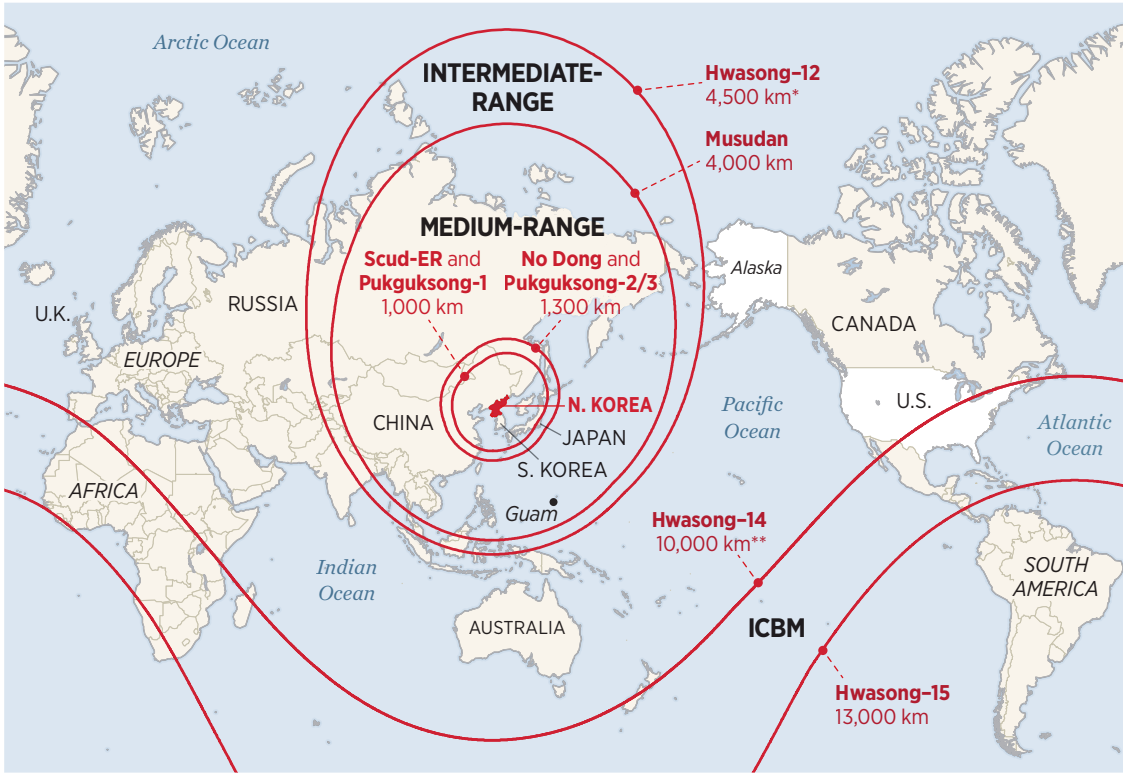 Arctic Ocean
INTERMEDIATE-
RANGE
Hwasong–12
4,500 km*
Musudan
4,000 km
MEDIUM-RANGE
Scud-ER and
Pukguksong-1
1,000 km
No Dong and
Pukguksong-2/3
1,300 km
Alaska
RUSSIA
U.K.
CANADA
EUROPE
N. KOREA
U.S.
CHINA
Pacific
Ocean
Atlantic
Ocean
JAPAN
S. KOREA
AFRICA
Guam
Hwasong–14
10,000 km**
Indian
Ocean
SOUTH
AMERICA
AUSTRALIA
ICBM
Hwasong–15
13,000 km